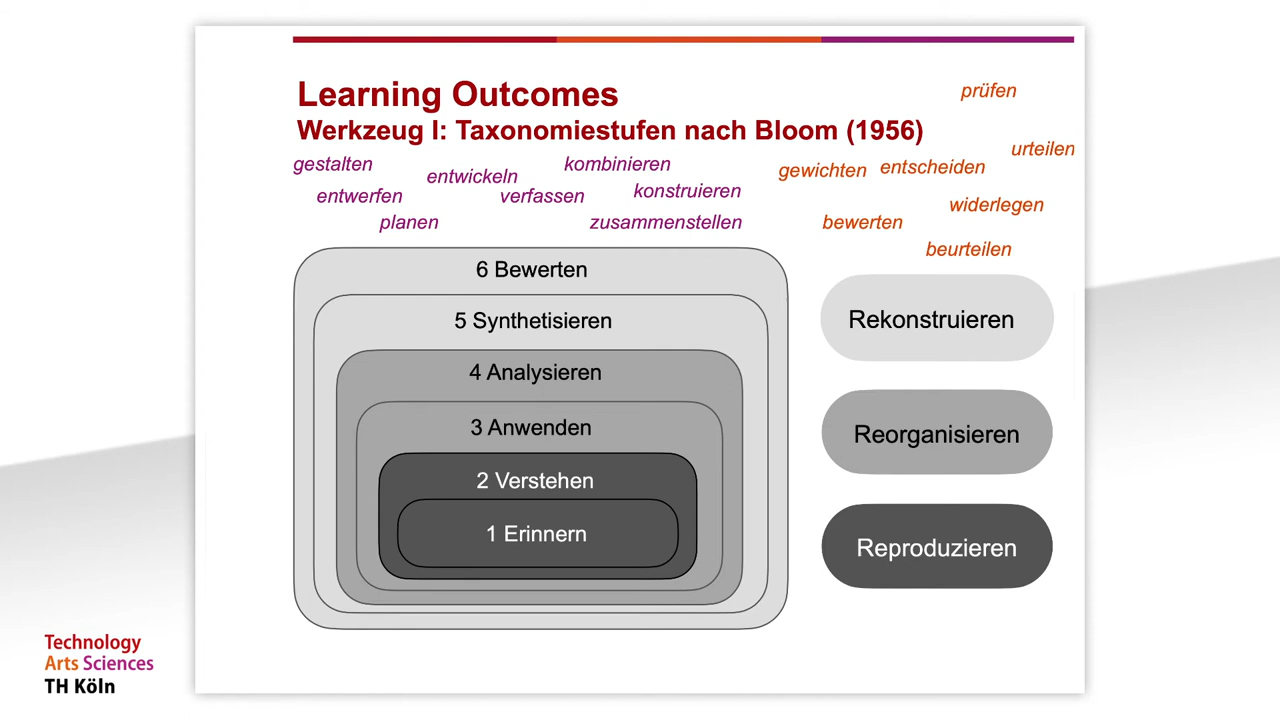 Learning Outcomes
Werkzeug I: Taxonomiestufen nach Bloom (1956)
prüfen
urteilen
gestalten
entwickeln
kombinieren
gewichten
entscheiden
entwerfen
verfassen
konstruieren
widerlegen
planen
zusammenstellen
bewerten
beurteilen
6 Bewerten
5 Synthetisieren
4 Analysieren
3 Anwenden
2 Verstehen
1 Erinnern
Rekonstruieren
Reorganisieren
Reproduzieren
Technology
Arts Sciences
TH Köln